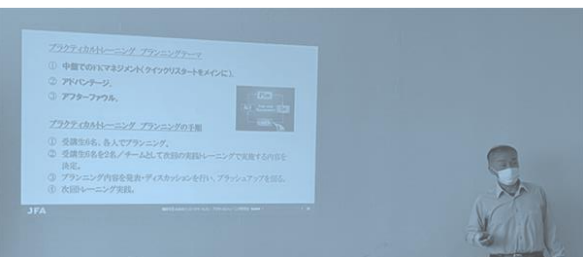 プラクティカルトレーニング プランニングテーマ
① 中盤でのFKマネジメント(クイックリスタートをメインに)。
② アドバンテージ。
③ アフターファウル。
プラクティカルトレーニング プランニングの手順
① 受講生6名、各人でプランニング。
② 受講生6名を2名/チームとして次回の実践トレーニングで実施する内容を
決定。
③ プランニング内容を発表・ディスカッションを行い、ブラッシュアップを図る。
④ 次回トレーニング実践。
JFA